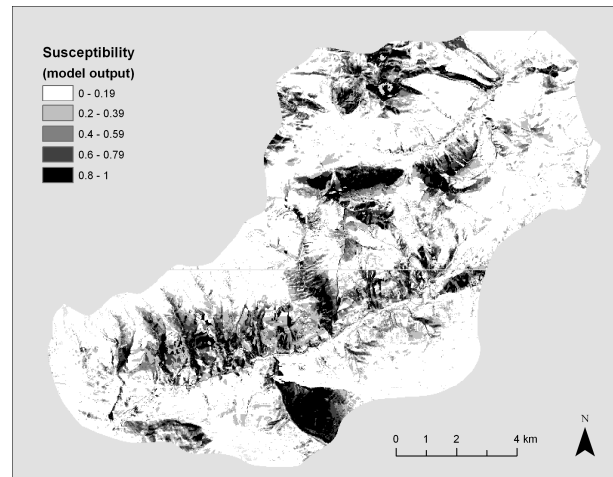 Susceptibility
(model output)
0 - 0.19
0.2 - 0.39
0.4 - 0.59
0.6 - 0.79
0.8 - 1
N
0 1 2 4 km